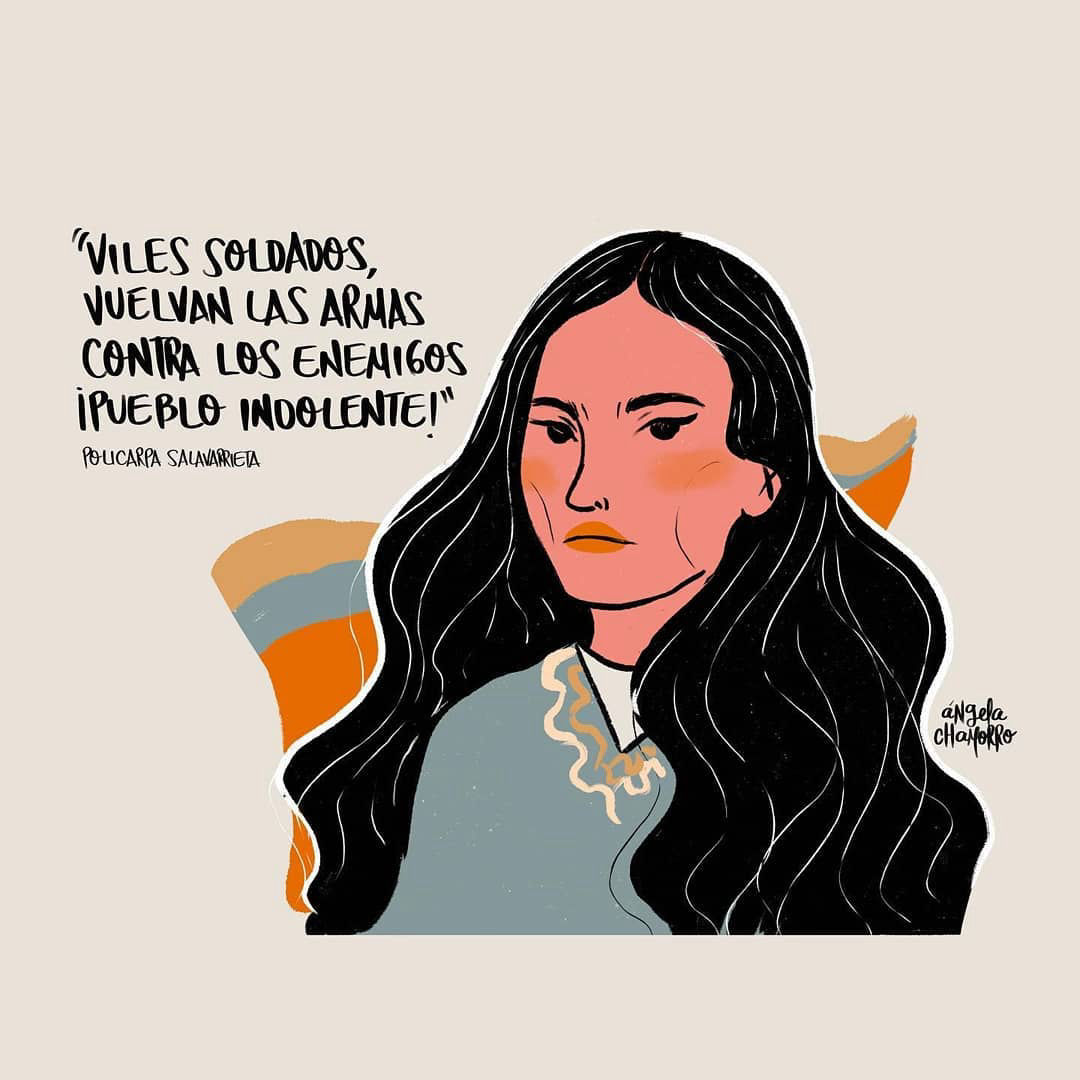 "VILES SOLDADOS,
VUELVAN LAS ARMAS
CONTRA LOS ENEMIGOS
¡PUEBLO INDOLENTE!"
POLICARPA SALAVARRIETA
áNgela
CHAMORRO